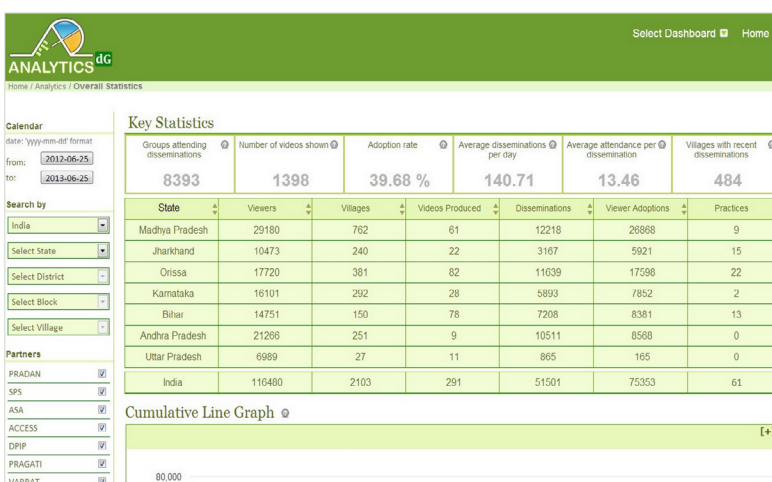 Select Dashboard Home
ANALYTICS dG
Home / Analytics / Overall Statistics
Calendar
date: 'yyyy-mm-dd' format
from: 2012-06-25
to: 2013-06-25
Search by
India
Select State
Select District
Select Block
Select Village
Partners
PRADAN
SPS
ASA
ACCESS
DPIP
PRAGATI
Key Statistics
Groups attending disseminations
8393
Number of videos shown
1398
Adoption rate
39.68 %
Average disseminations per day
140.71
Average attendance per dissemination
13.46
Villages with recent disseminations
484
State Viewers Villages Videos Produced Disseminations Viewer Adoptions Practices
Madhya Pradesh 29180 762 61 12218 26868 9
Jharkhand 10473 240 22 3167 5921 15
Orissa 17720 381 82 11639 17598 22
Karnataka 16101 292 28 5893 7852 2
Bihar 14751 150 78 7208 8381 13
Andhra Pradesh 21266 251 9 10511 8568 0
Uttar Pradesh 6989 27 11 865 165 0
India 116480 2103 291 51501 75353 61
Cumulative Line Graph
[+
80,000